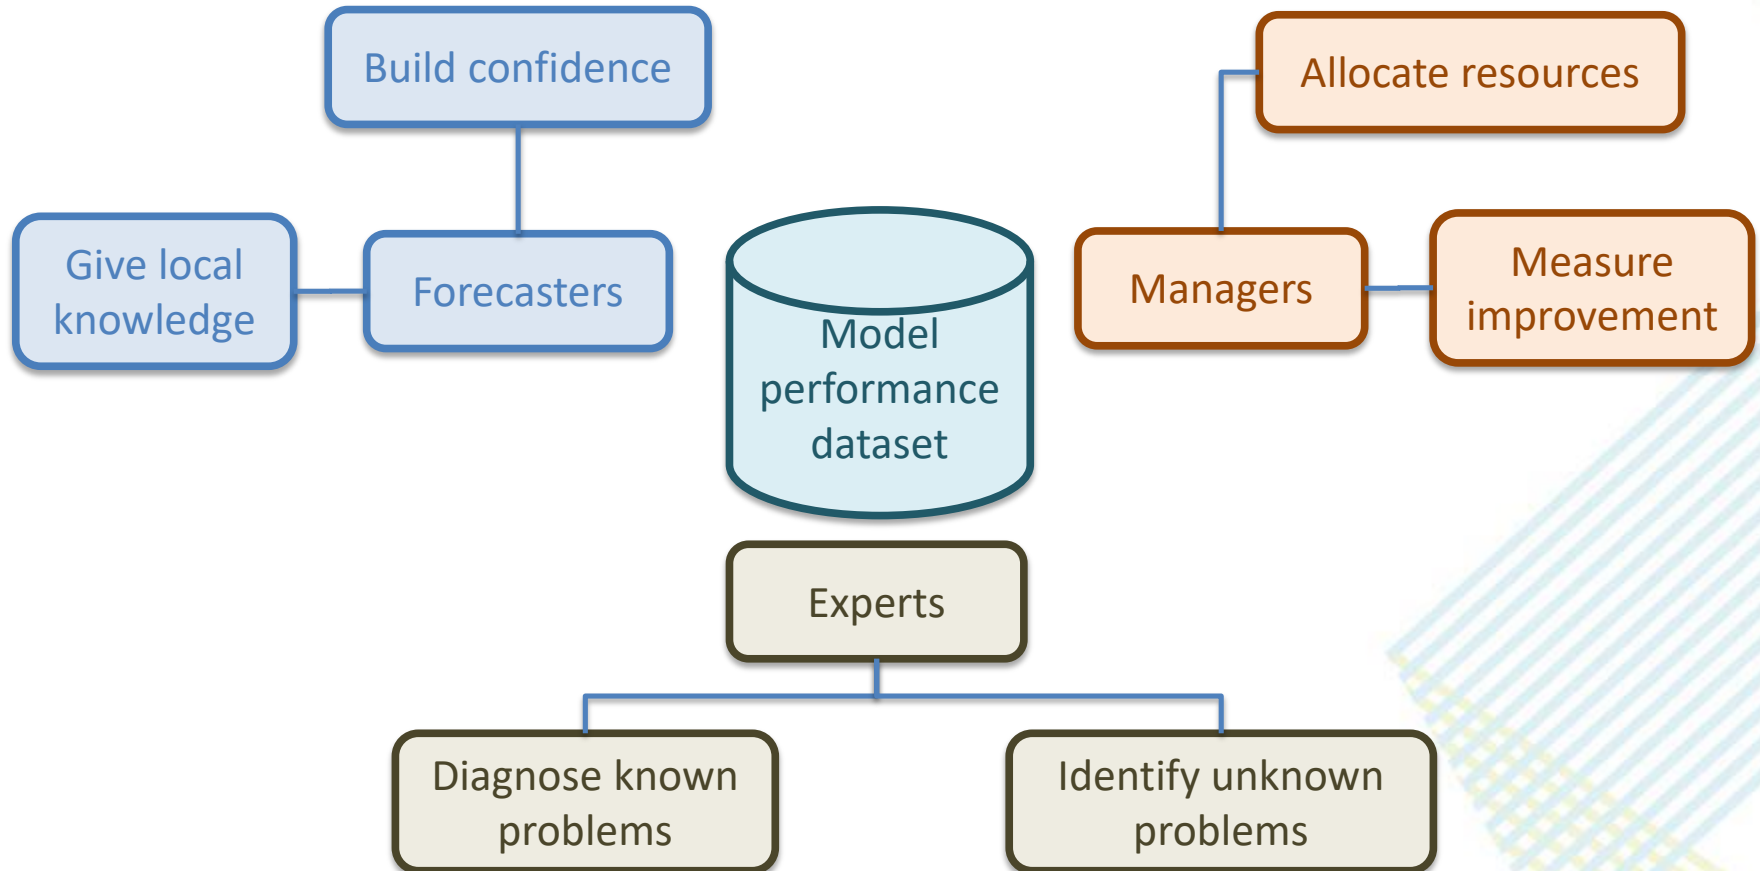 Build confidence
Give local
knowledge
Forecasters
Model
performance
dataset
Allocate resources
Managers
Measure
improvement
Experts
Diagnose known
problems
Identify unknown
problems